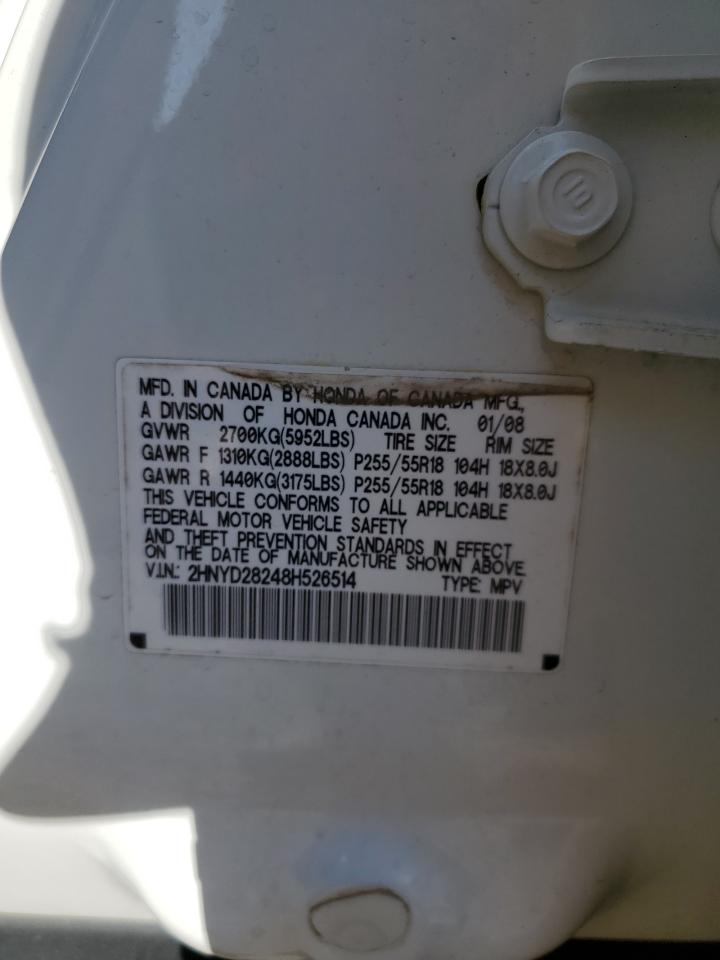 MFD. IN CANADA BY HONDA OF CANADA MFG.,
A DIVISION OF HONDA CANADA INC. 01/08
GVWR 2700KG(5952LBS) TIRE SIZE RIM SIZE
GAWR F 1310KG(2888LBS) P255/55R18 104H 18X8.0J
GAWR R 1440KG(3175LBS) P255/55R18 104H 18X8.0J
THIS VEHICLE CONFORMS TO ALL APPLICABLE
FEDERAL MOTOR VEHICLE SAFETY
AND THEFT PREVENTION STANDARDS IN EFFECT
ON THE DATE OF MANUFACTURE SHOWN ABOVE.
V.I.N.: 2HNYD28248H526514 TYPE: MPV